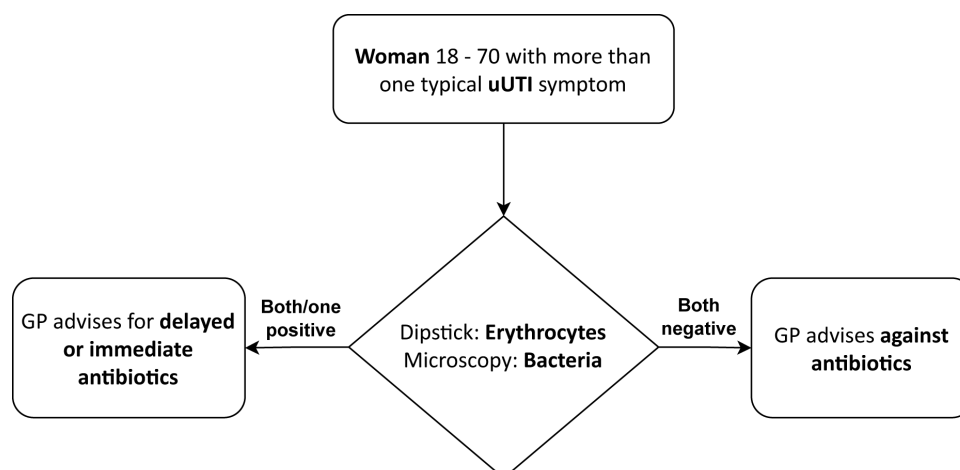 Woman 18 - 70 with more than
one typical uUTI symptom
GP advises for delayed
or immediate
antibiotics
Both/one
positive
Dipstick: Erythrocytes
Microscopy: Bacteria
Both
negative
GP advises against
antibiotics